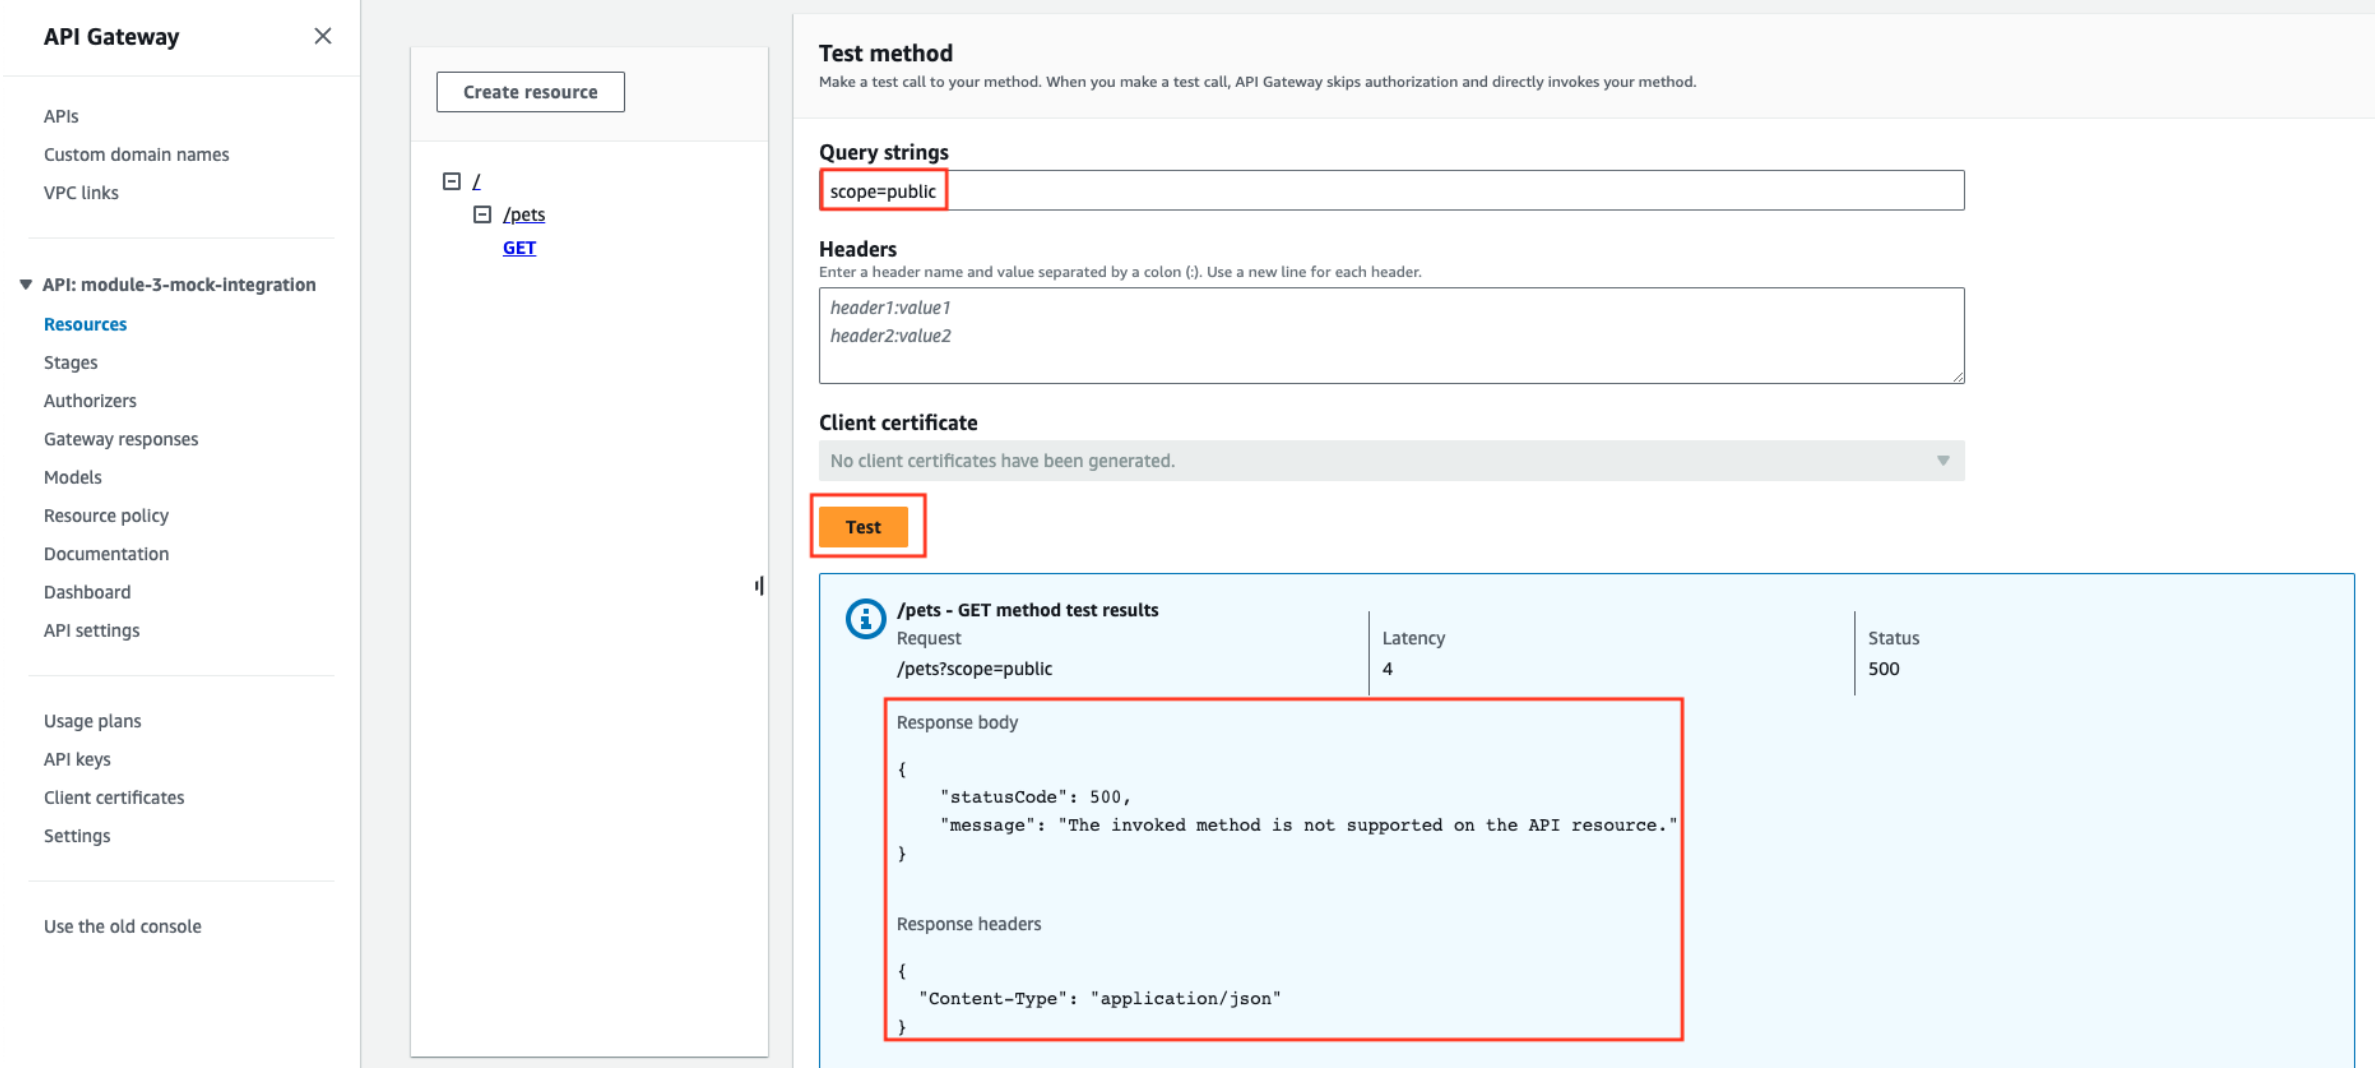 API Gateway
APIs
Custom domain names
VPC links
API: module-3-mock-integration
Resources
Stages
Authorizers
Gateway responses
Models
Resource policy
Documentation
Dashboard
API settings
Usage plans
API keys
Client certificates
Settings
Use the old console
Create resource
/
/pets
GET
Test method
Make a test call to your method. When you make a test call, API Gateway skips authorization and directly invokes your method.
Query strings
scope=public
Headers
Enter a header name and value separated by a colon (:). Use a new line for each header.
header1:value1
header2:value2
Client certificate
No client certificates have been generated.
Test
/pets - GET method test results
Request
/pets?scope=public
Latency
4
Status
500
Response body
{
    "statusCode": 500,
    "message": "The invoked method is not supported on the API resource."
}
Response headers
{
  "Content-Type": "application/json"
}